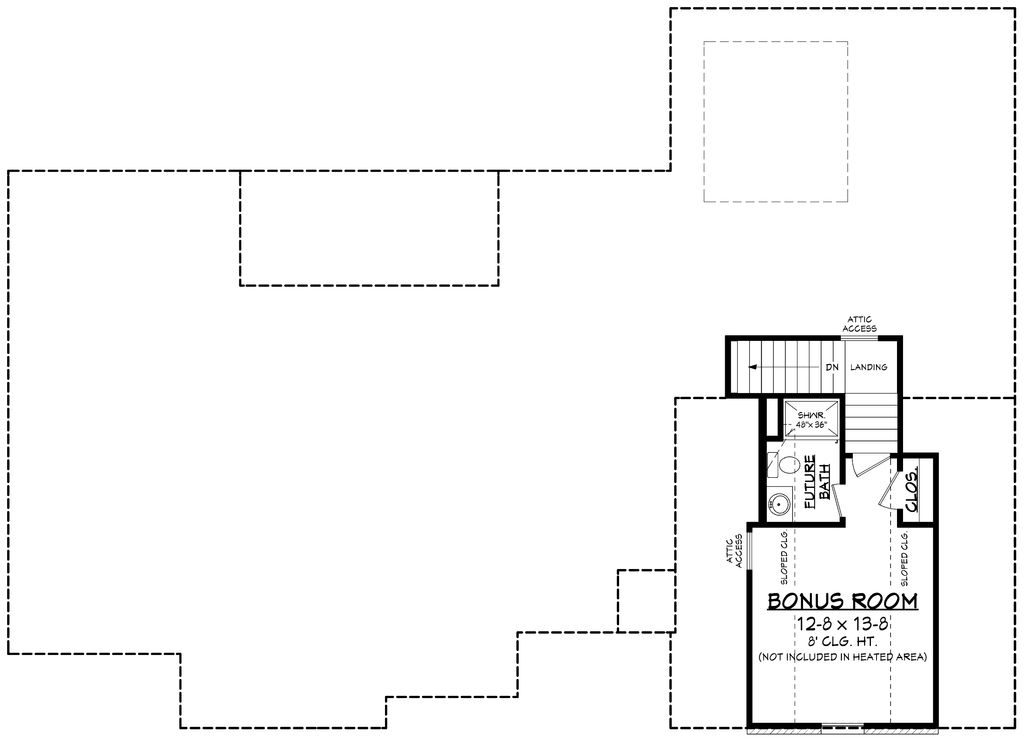 ATTIC
ACCESS
DN
LANDING
SHWR.
48"x 36"
FUTURE
BATH
CLOS.
ATTIC
ACCESS
SLOPED CLG.
SLOPED CLG.
BONUS ROOM
12-8 x 13-8
8' CLG. HT.
(NOT INCLUDED IN HEATED AREA)